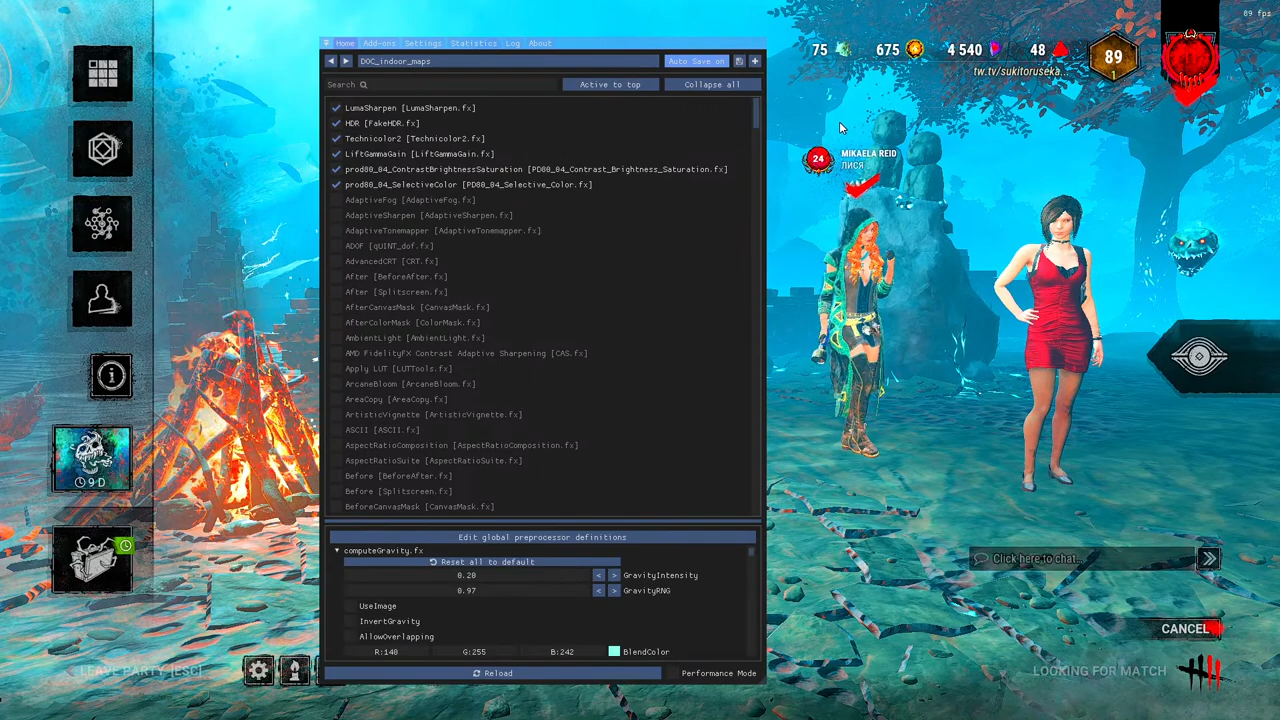 89 fps
Home Add-ons Settings Statistics Log About
DOC_indoor_maps
Auto Save on
Search
Active to top
Collapse all
LumaSharpen [LumaSharpen.fx]
HDR [FakeHDR.fx]
Technicolor2 [Technicolor2.fx]
LiftGammaGain [LiftGammaGain.fx]
prod80_04_ContrastBrightnessSaturation [PD80_04_Contrast_Brightness_Saturation.fx]
prod80_04_SelectiveColor [PD80_04_Selective_Color.fx]
AdaptiveFog [AdaptiveFog.fx]
AdaptiveSharpen [AdaptiveSharpen.fx]
AdaptiveTonemapper [AdaptiveTonemapper.fx]
ADOF [qUINT_dof.fx]
AdvancedCRT [CRT.fx]
After [BeforeAfter.fx]
After [Splitscreen.fx]
AfterCanvasMask [CanvasMask.fx]
AfterColorMask [ColorMask.fx]
AmbientLight [AmbientLight.fx]
AMD FidelityFX Contrast Adaptive Sharpening [CAS.fx]
Apply LUT [LUTTools.fx]
ArcaneBloom [ArcaneBloom.fx]
AreaCopy [AreaCopy.fx]
ArtisticVignette [ArtisticVignette.fx]
ASCII [ASCII.fx]
AspectRatioComposition [AspectRatioComposition.fx]
AspectRatioSuite [AspectRatioSuite.fx]
Before [BeforeAfter.fx]
Before [Splitscreen.fx]
BeforeCanvasMask [CanvasMask.fx]
Edit global preprocessor definitions
computeGravity.fx
Reset all to default
0.20 < > GravityIntensity
0.97 < > GravityRNG
UseImage
InvertGravity
AllowOverlapping
R:140 G:255 B:242 BlendColor
Reload
Performance Mode
75 675 4 540 48 89
1
tw.tv/sukitoruseka...
24 MIKAELA REID
ЛИСЯ
9 D
Click here to chat...
CANCEL
LEAVE PARTY [ESC]
LOOKING FOR MATCH